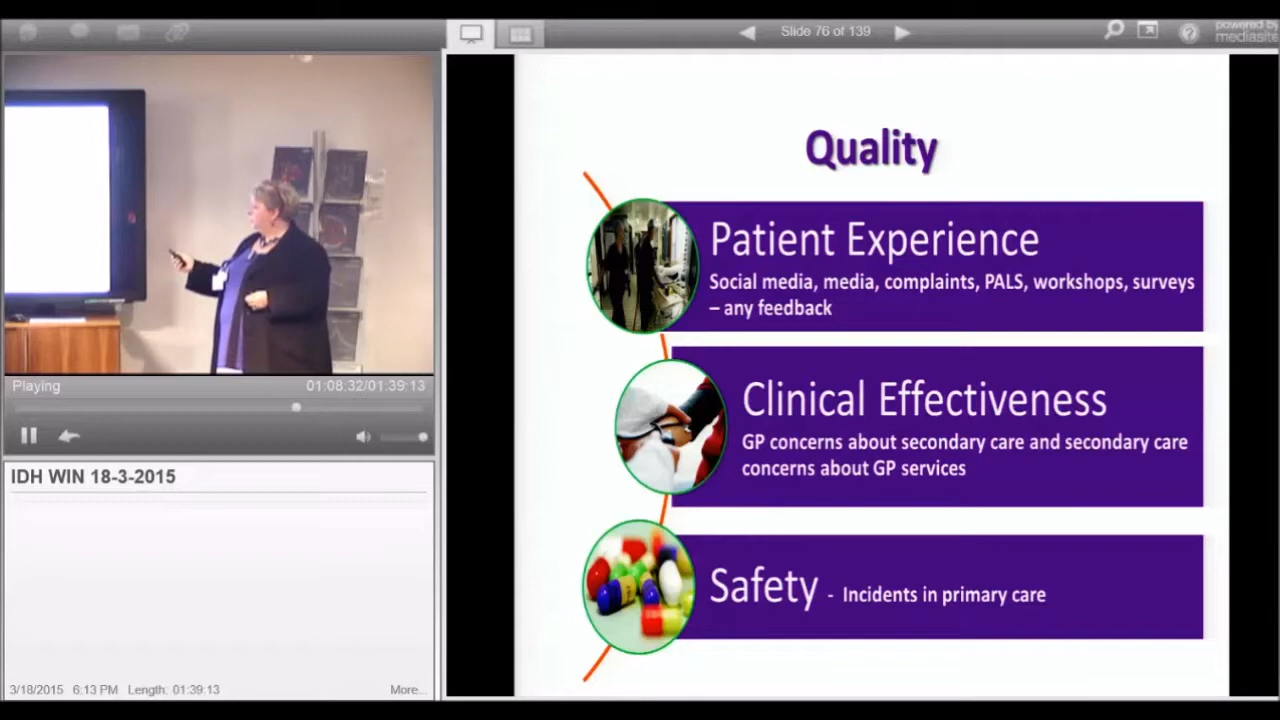 Slide 76 of 139
powered by
mediasite
Playing
01:08.32/01:39:13
IDH WIN 18-3-2015
3/18/2015 6:13 PM Length: 01:39:13
More...
Quality
Patient Experience
Social media, media, complaints, PALS, workshops, surveys
– any feedback
Clinical Effectiveness
GP concerns about secondary care and secondary care
concerns about GP services
Safety - Incidents in primary care